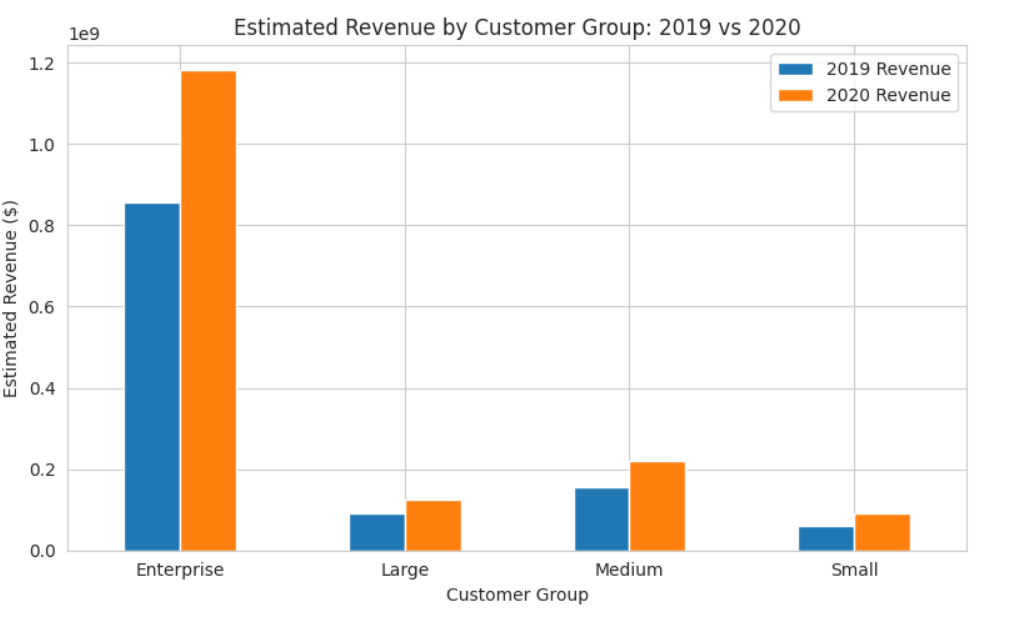 Estimated Revenue by Customer Group: 2019 vs 2020
1e9
2019 Revenue
2020 Revenue
Estimated Revenue ($)
1.2
1.0
0.8
0.6
0.4
0.2
0.0
Enterprise Large Medium Small
Customer Group